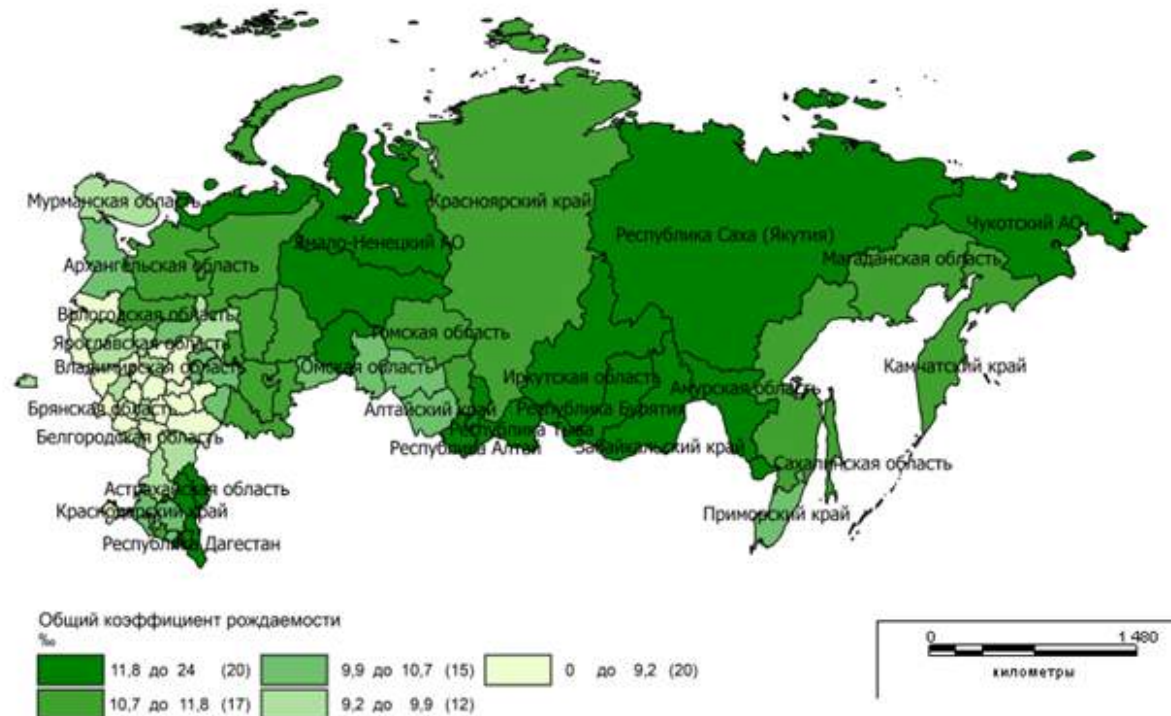 Мурманская область
Красноярский край
Чукотский АО
Республика Саха (Якутия)
Ямало-Ненецкий АО
Магаданская область
Архангельская область
Врлогодская область
Томская область
Ярославская область
Владимирская область
Омская область
Камчатский край
Иркутская область
Амурская область
Брянская область
Алтайский край
Республика Бурятия
Белгородская область
Республика Тыва
Республика Алтай
Забайкальский край
Сахалинская область
Астраханская область
Краснодарский край
Приморский край
Республика Дагестан
Общий коэффициент рождаемости
‰
11,8 до 24 (20)
9,9 до 10,7 (15)
0 до 9,2 (20)
10,7 до 11,8 (17)
9,2 до 9,9 (12)
0 1 480
километры